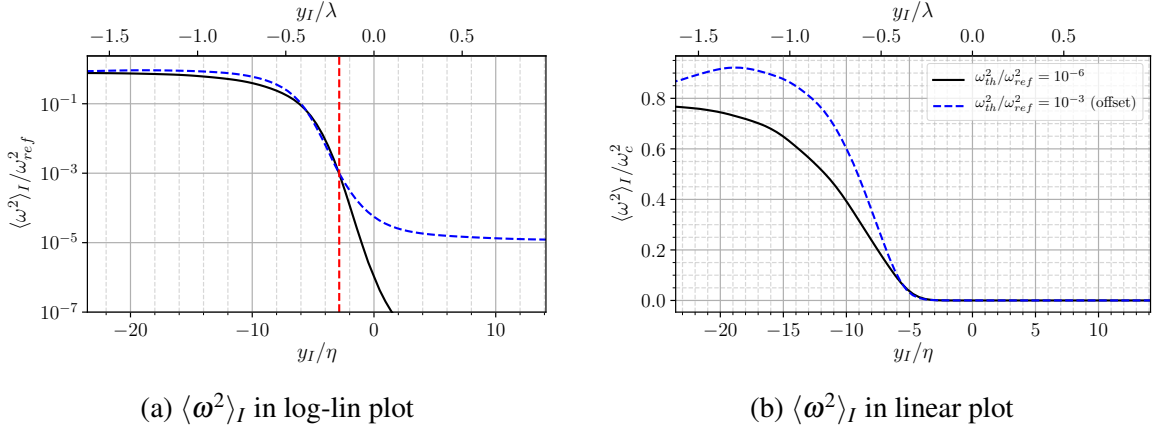 y_I/λ
−1.5 −1.0 −0.5 0.0 0.5
10^−1
10^−3
10^−5
10^−7
⟨ω²⟩_I/ω²_ref
−20 −10 0 10
y_I/η
(a) ⟨ω²⟩_I in log-lin plot
y_I/λ
−1.5 −1.0 −0.5 0.0 0.5
ω²_th/ω²_ref = 10^−6
ω²_th/ω²_ref = 10^−3 (offset)
0.8
0.6
0.4
0.2
0.0
⟨ω²⟩_I/ω²_c
−20 −15 −10 −5 0 5 10
y_I/η
(b) ⟨ω²⟩_I in linear plot